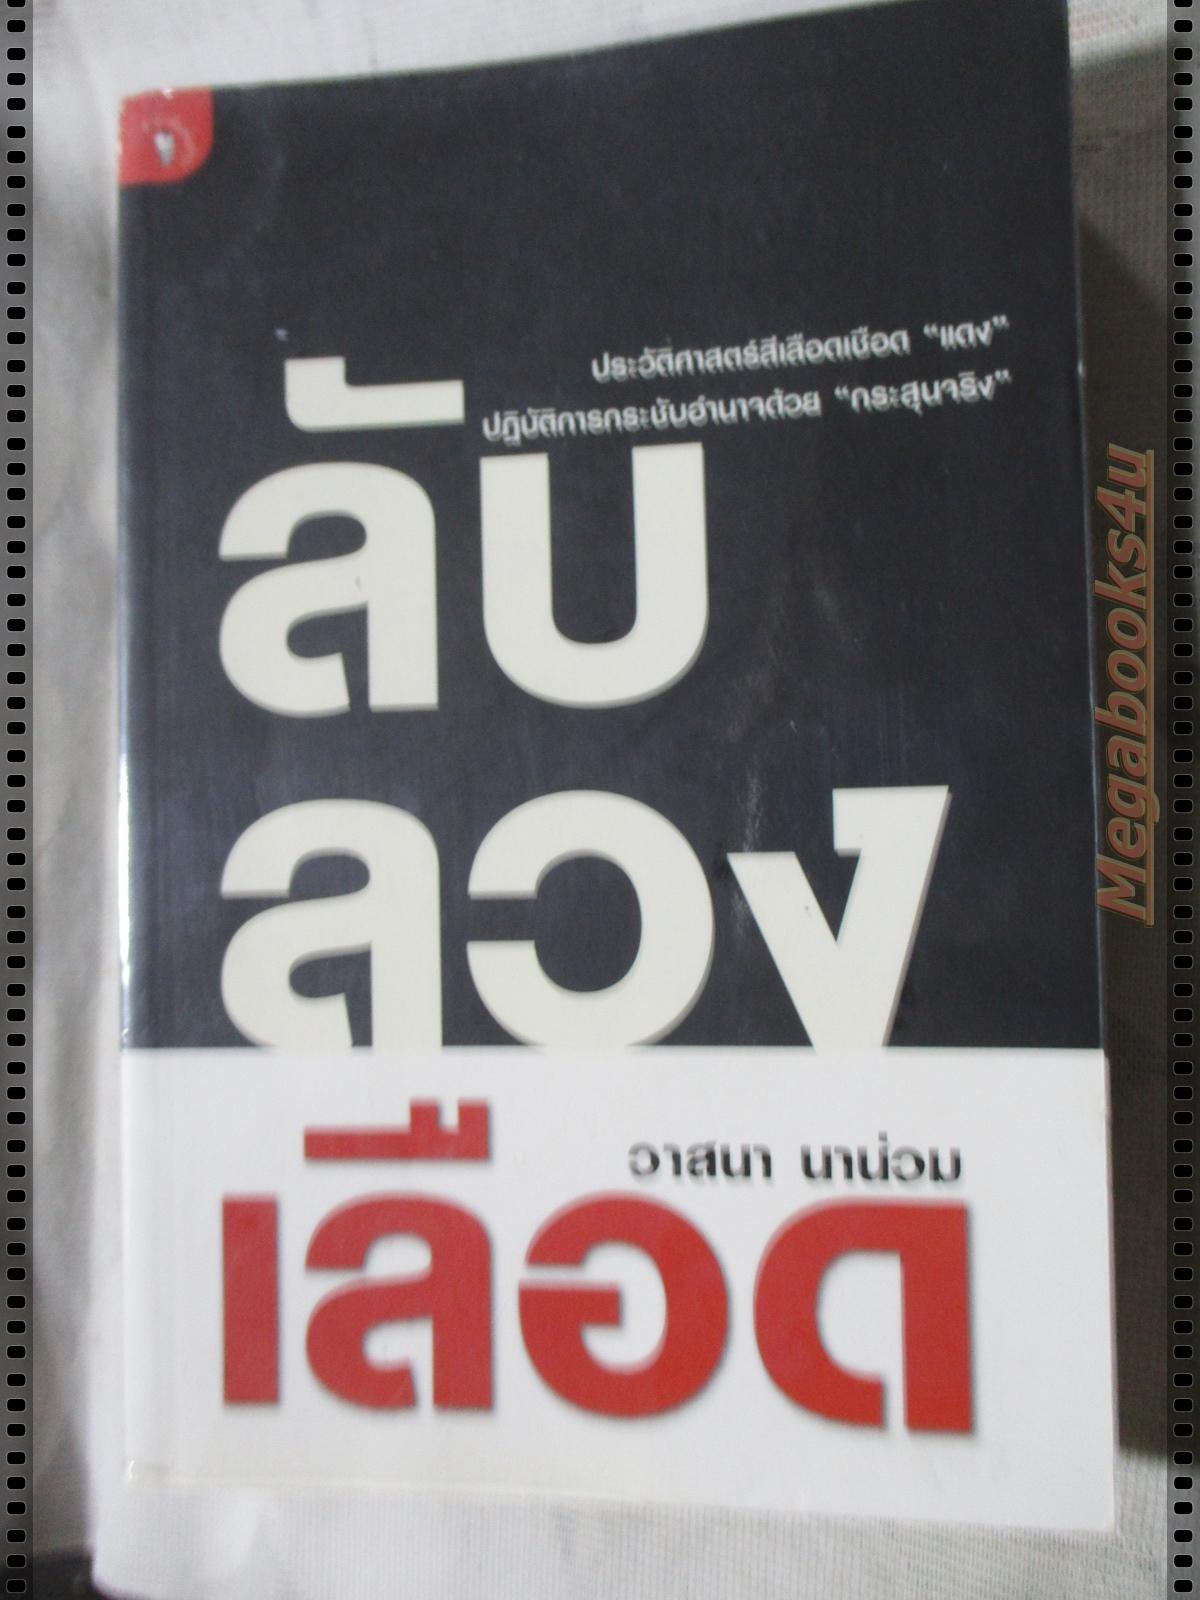 ประวัติศาสตร์สีเลือดเชือด “แดง”
ปฏิบัติการกระชับอำนาจด้วย “กระสุนจริง”
ลับ
ลวง
เลือด
วาสนา นาน่วม
Megabooks4u